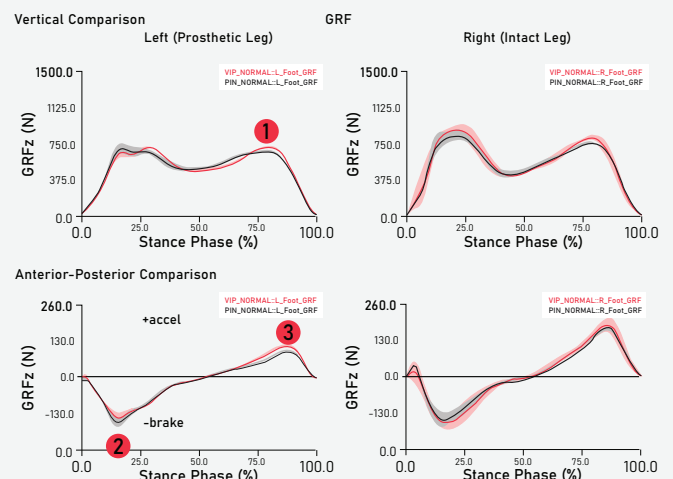 Vertical Comparison GRF
Left (Prosthetic Leg)
Right (Intact Leg)
GRFz (N)
1500.0
1125.0
750.0
375.0
0.0
VIP_NORMAL::L_Foot_GRF
PIN_NORMAL::L_Foot_GRF
1
0.0 25.0 50.0 75.0 100.0
Stance Phase (%)
GRFz (N)
1500.0
1125.0
750.0
375.0
0.0
VIP_NORMAL::R_Foot_GRF
PIN_NORMAL::R_Foot_GRF
0.0 25.0 50.0 75.0 100.0
Stance Phase (%)
Anterior-Posterior Comparison
GRFz (N)
260.0
130.0
0.0
-130.0
0.0
VIP_NORMAL::L_Foot_GRF
PIN_NORMAL::L_Foot_GRF
+accel
3
-brake
2
0.0 25.0 50.0 75.0 100.0
Stance Phase (%)
GRFz (N)
260.0
130.0
0.0
-130.0
0.0
VIP_NORMAL::R_Foot_GRF
PIN_NORMAL::R_Foot_GRF
0.0 25.0 50.0 75.0 100.0
Stance Phase (%)